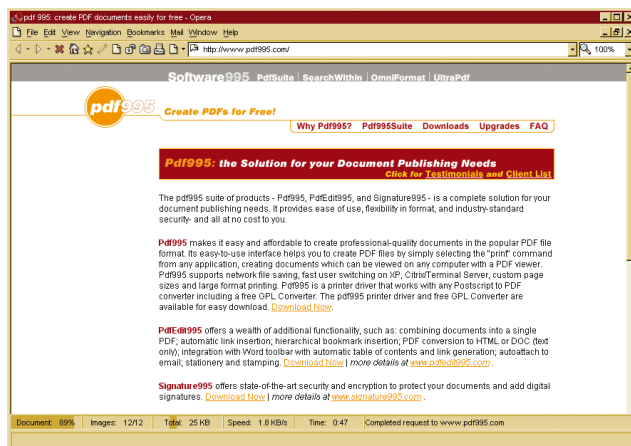 pdf 995: create PDF documents easily for free - Opera
File Edit View Navigation Bookmarks Mail Window Help
http://www.pdf995.com/
100%
Software995 PdfSuite | SearchWithin | OmniFormat | UltraPdf
pdf995
Create PDFs for Free!
Why Pdf995? Pdf995Suite Downloads Upgrades FAQ
Pdf995: the Solution for your Document Publishing Needs
Click for Testimonials and Client List
The pdf995 suite of products - Pdf995, PdfEdit995, and Signature995 - is a complete solution for your
document publishing needs. It provides ease of use, flexibility in format, and industry-standard
security- and all at no cost to you.
Pdf995 makes it easy and affordable to create professional-quality documents in the popular PDF file
format. Its easy-to-use interface helps you to create PDF files by simply selecting the "print" command
from any application, creating documents which can be viewed on any computer with a PDF viewer.
Pdf995 supports network file saving, fast user switching on XP, Citrix/Terminal Server, custom page
sizes and large format printing. Pdf995 is a printer driver that works with any Postscript to PDF
converter including a free GPL Converter. The pdf995 printer driver and free GPL Converter are
available for easy download. Download Now.
PdfEdit995 offers a wealth of additional functionality, such as: combining documents into a single
PDF; automatic link insertion; hierarchical bookmark insertion; PDF conversion to HTML or DOC (text
only); integration with Word toolbar with automatic table of contents and link generation; autoattach to
email; stationery and stamping. Download Now | more details at www.pdfedit995.com .
Signature995 offers state-of-the-art security and encryption to protect your documents and add digital
signatures. Download Now | more details at www.signature995.com .
Document: 89% Images: 12/12 Total: 25 KB Speed: 1.8 KB/s Time: 0:47 Completed request to www.pdf995.com